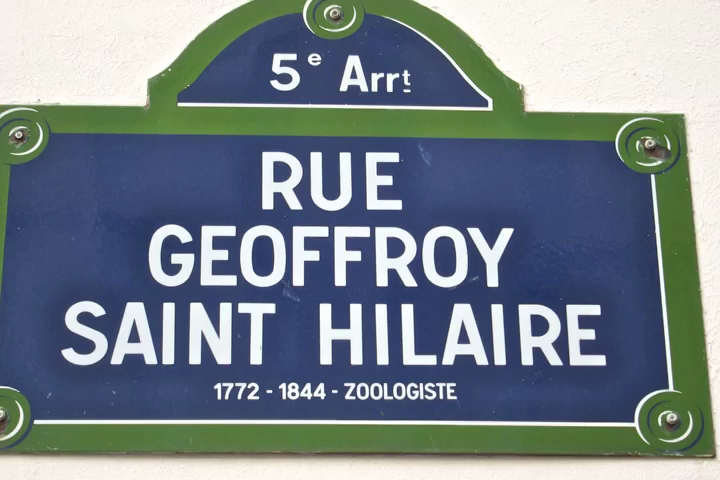 5e Arrt
RUE
GEOFFROY
SAINT HILAIRE
1772 - 1844 - ZOOLOGISTE